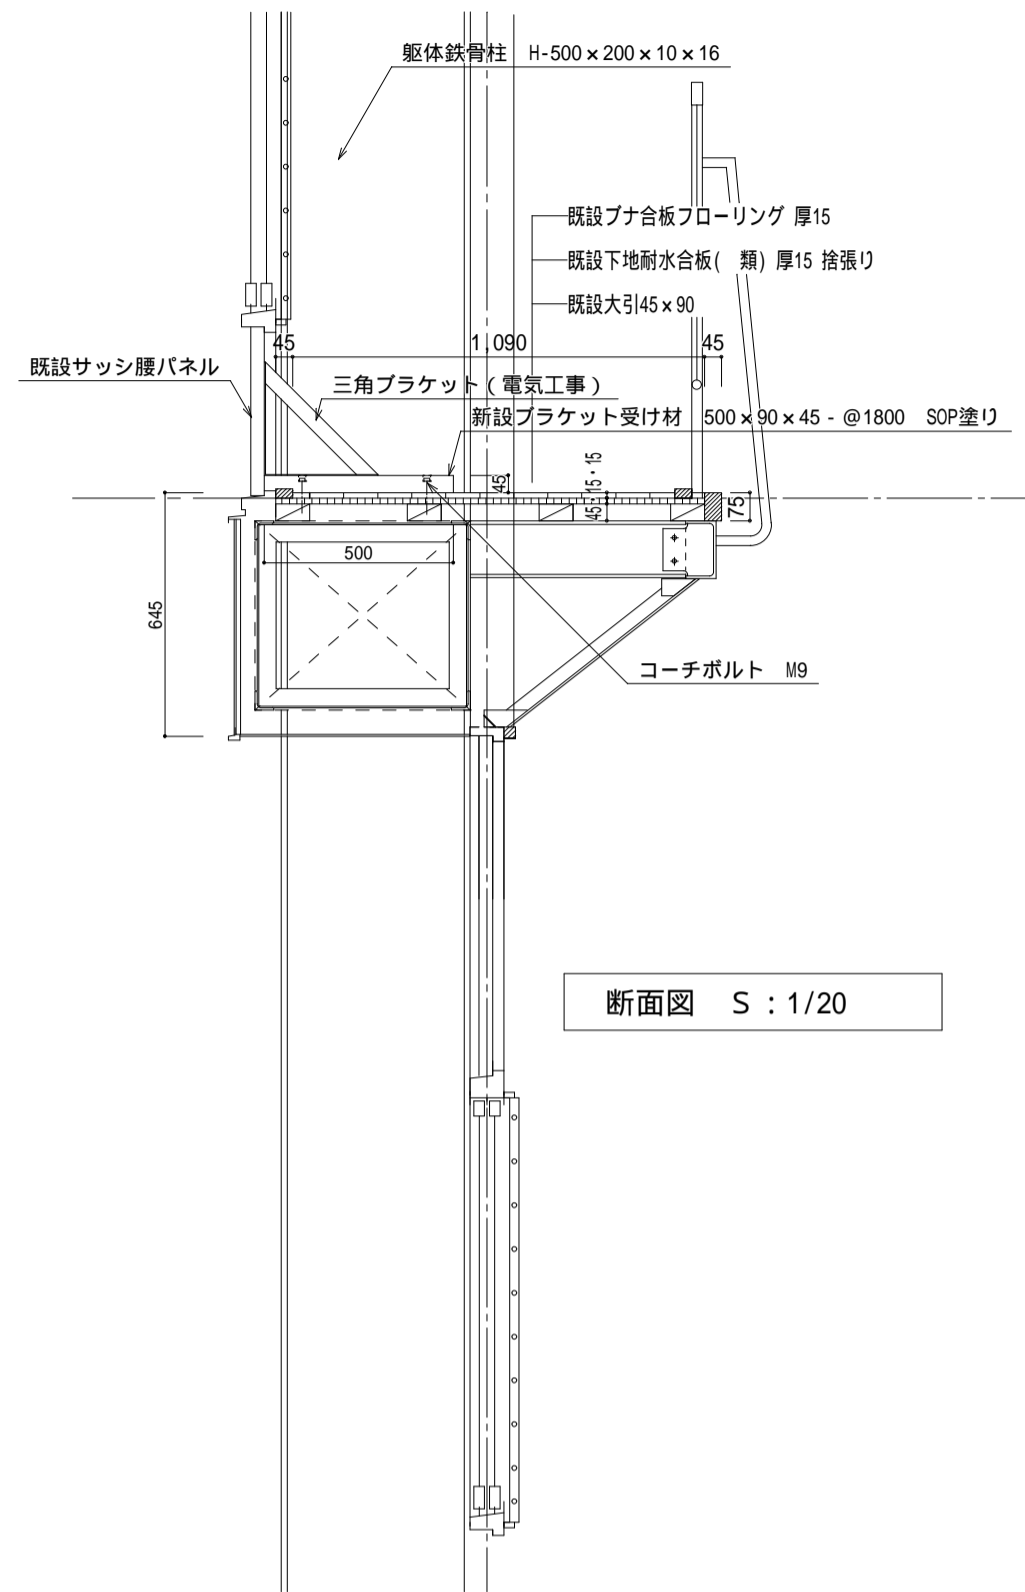 躯体鉄骨柱 H-500×200×10×16
既設ブナ合板フローリング 厚15
既設下地耐水合板(　類) 厚15 捨張り
既設大引45×90
45
1,090
45
既設サッシ腰パネル
三角ブラケット（電気工事）
新設ブラケット受け材 500×90×45 - @1800 SOP塗り
45
15・15
45
75
500
645
コーチボルト M9
断面図 S：1/20